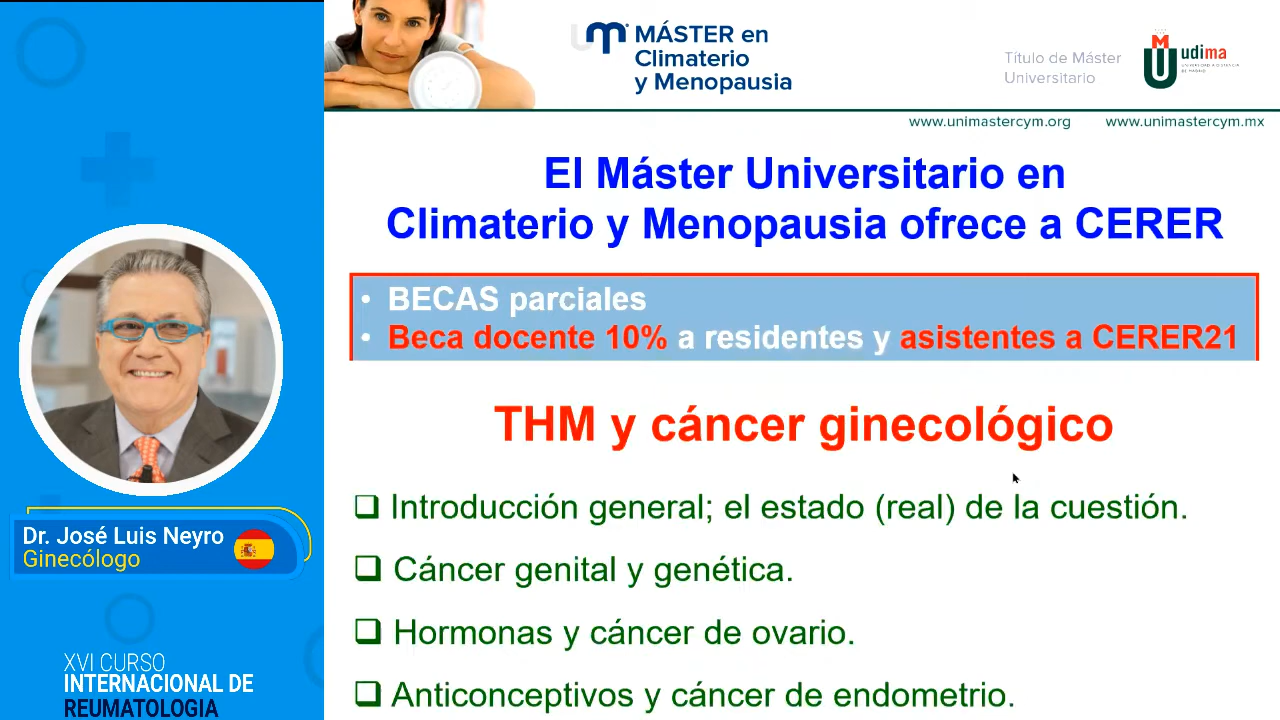 MÁSTER en
Climaterio
y Menopausia
Título de Máster
Universitario
udima
www.unimastercym.org
www.unimastercym.mx
El Máster Universitario en
Climaterio y Menopausia ofrece a CERER
• BECAS parciales
• Beca docente 10% a residentes y asistentes a CERER21
THM y cáncer ginecológico
❑ Introducción general; el estado (real) de la cuestión.
❑ Cáncer genital y genética.
❑ Hormonas y cáncer de ovario.
❑ Anticonceptivos y cáncer de endometrio.
Dr. José Luis Neyro
Ginecólogo
XVI CURSO
INTERNACIONAL DE
REUMATOLOGIA